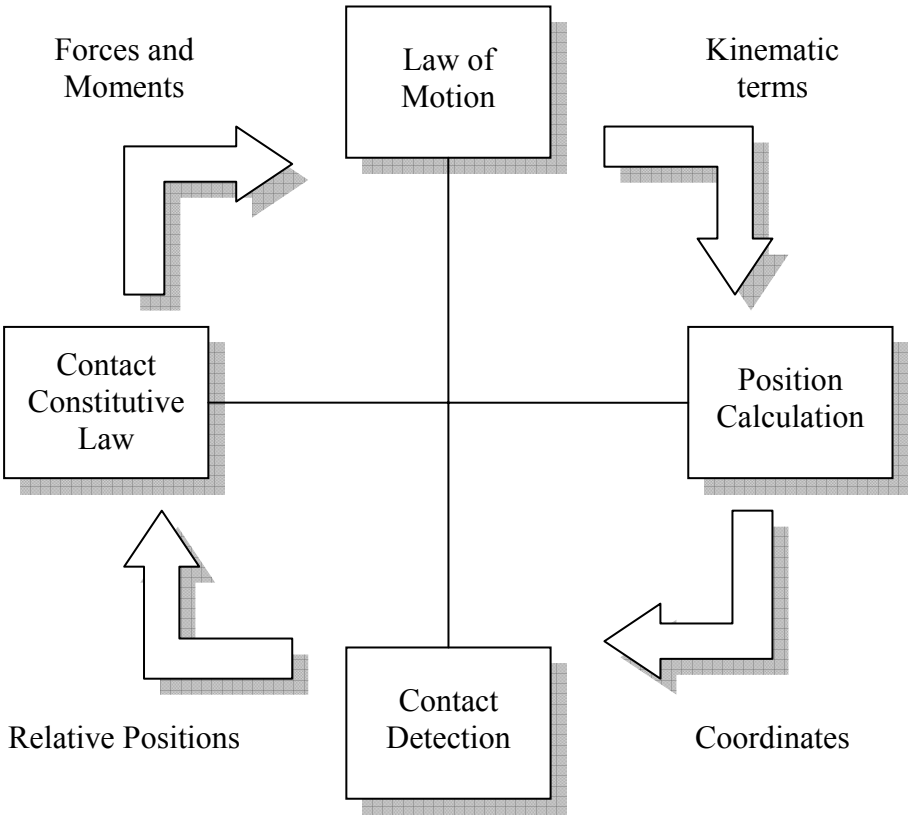 Forces and
Moments
Law of
Motion
Kinematic
terms
Contact
Constitutive
Law
Position
Calculation
Relative Positions
Contact
Detection
Coordinates